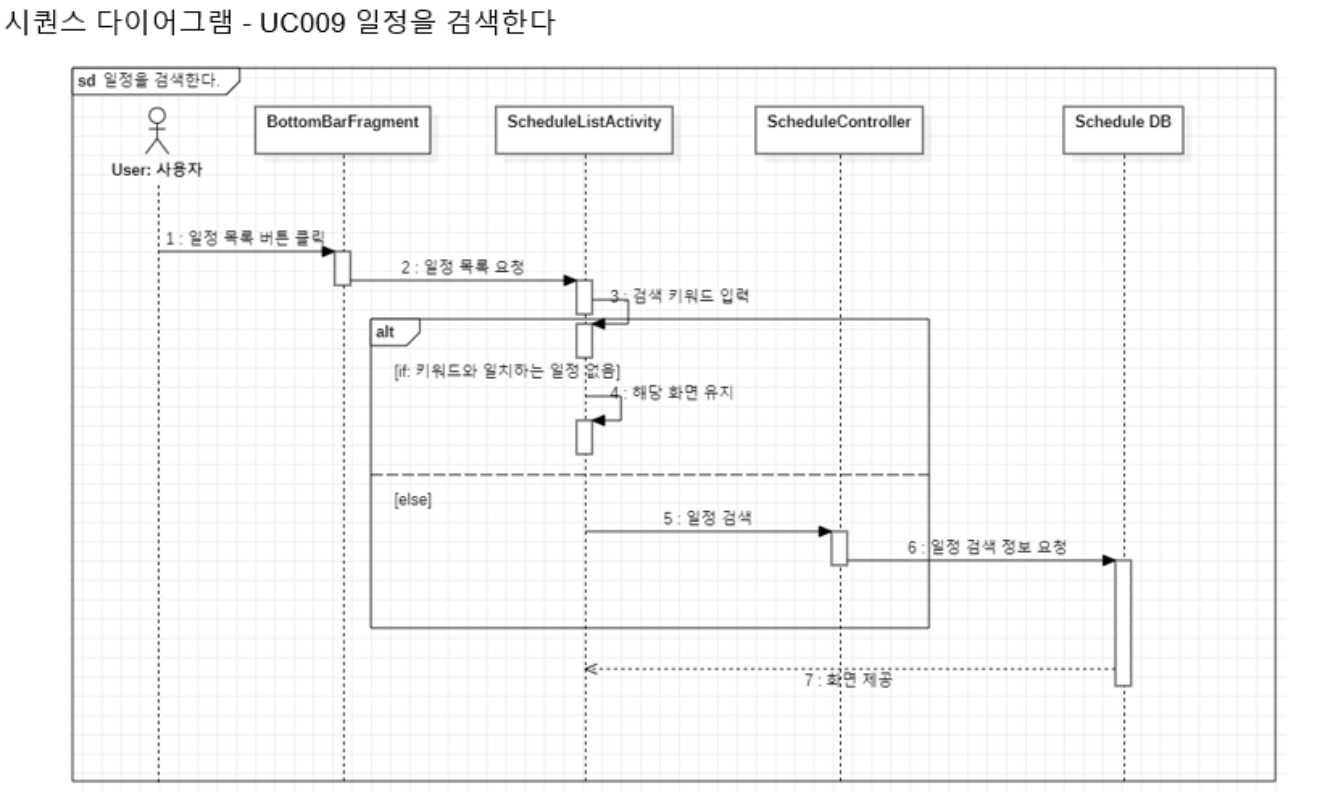 시퀀스 다이어그램 - UC009 일정을 검색한다
sd 일정을 검색한다.
BottomBarFragment
ScheduleListActivity
ScheduleController
Schedule DB
User: 사용자
1 : 일정 목록 버튼 클릭
2 : 일정 목록 요청
3 : 검색 키워드 입력
alt
[if: 키워드와 일치하는 일정 없음]
4 : 해당 화면 유지
[else]
5 : 일정 검색
6 : 일정 검색 정보 요청
7 : 화면 제공